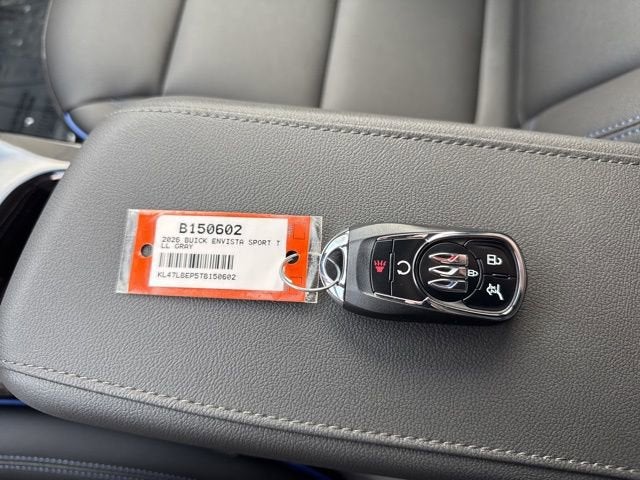 B150602
2026 BUICK ENVISTA SPORT T
LL GRAY
KL47LBEP5TB150602